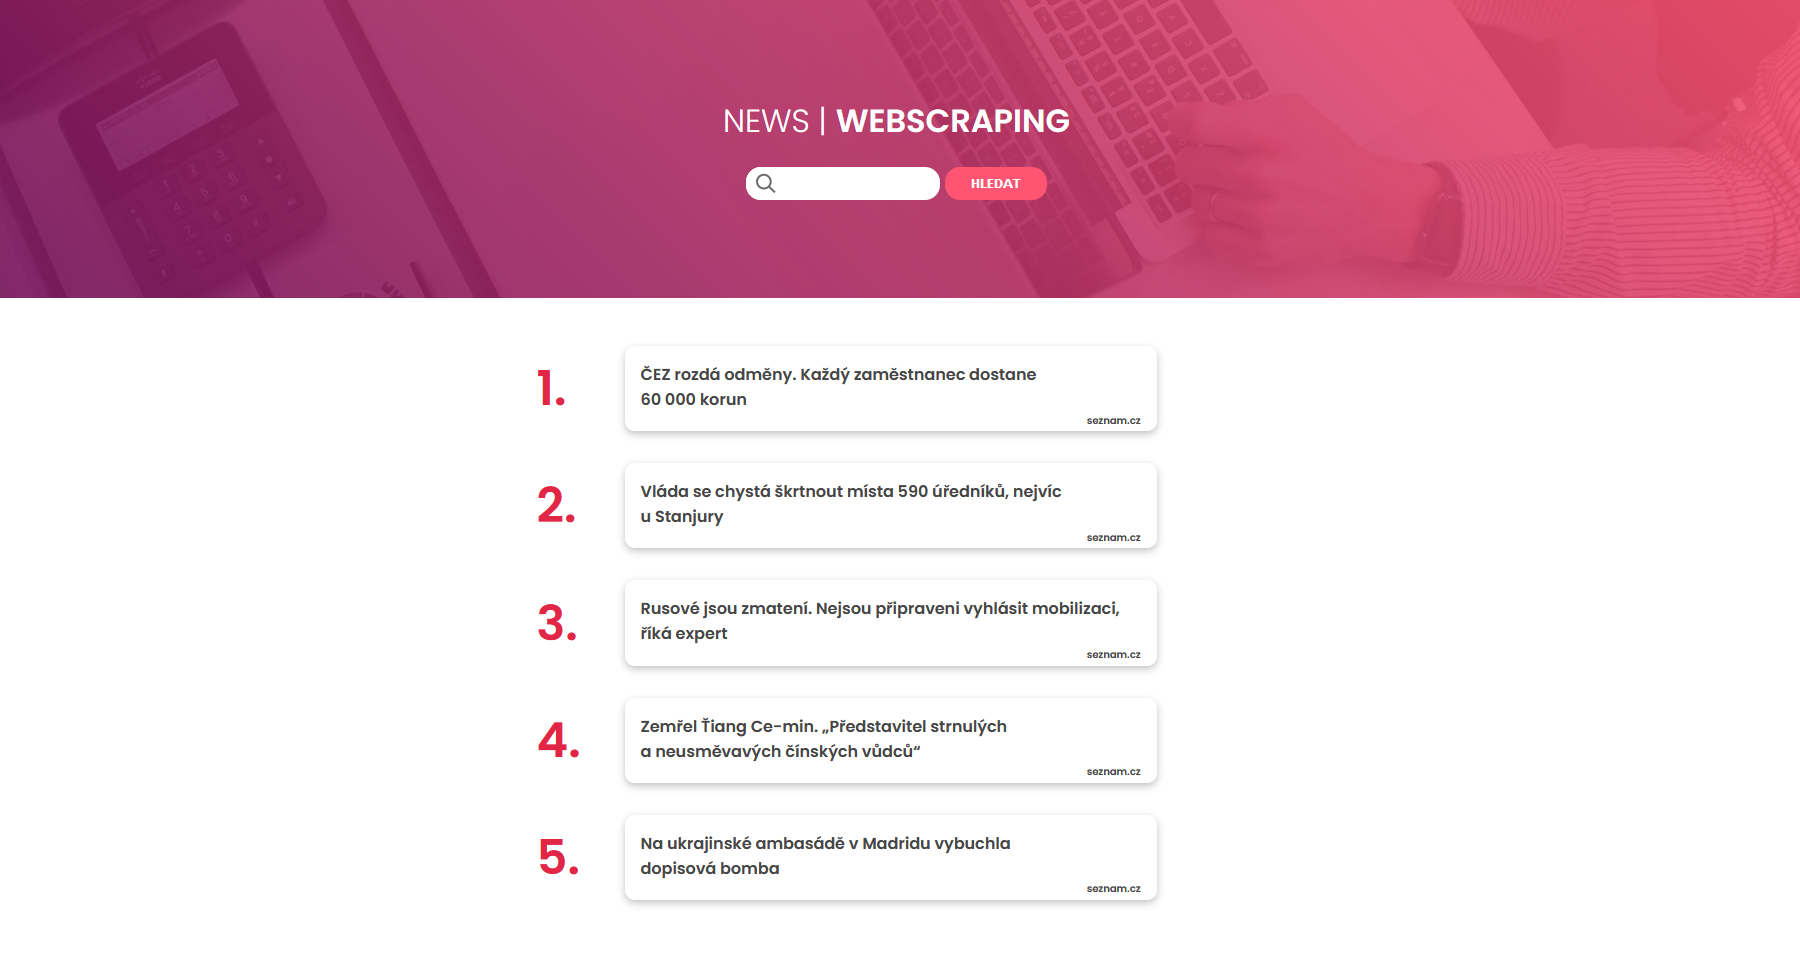 NEWS | WEBSCRAPING
HLEDAT
1.
ČEZ rozdá odměny. Každý zaměstnanec dostane
60 000 korun
seznam.cz
2.
Vláda se chystá škrtnout místa 590 úředníků, nejvíc
u Stanjury
seznam.cz
3.
Rusové jsou zmatení. Nejsou připraveni vyhlásit mobilizaci,
říká expert
seznam.cz
4.
Zemřel Ťiang Ce-min. „Představitel strnulých
a neusměvavých čínských vůdců“
seznam.cz
5.
Na ukrajinské ambasádě v Madridu vybuchla
dopisová bomba
seznam.cz